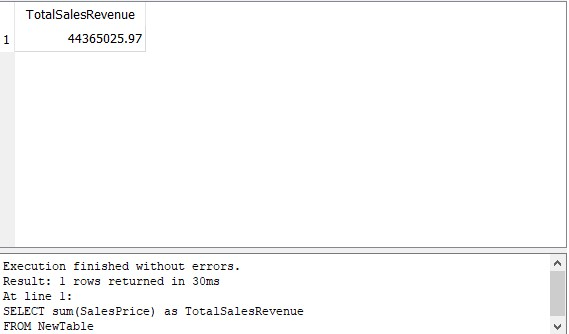 TotalSalesRevenue
1 44365025.97
Execution finished without errors.
Result: 1 rows returned in 30ms
At line 1:
SELECT sum(SalesPrice) as TotalSalesRevenue
FROM NewTable